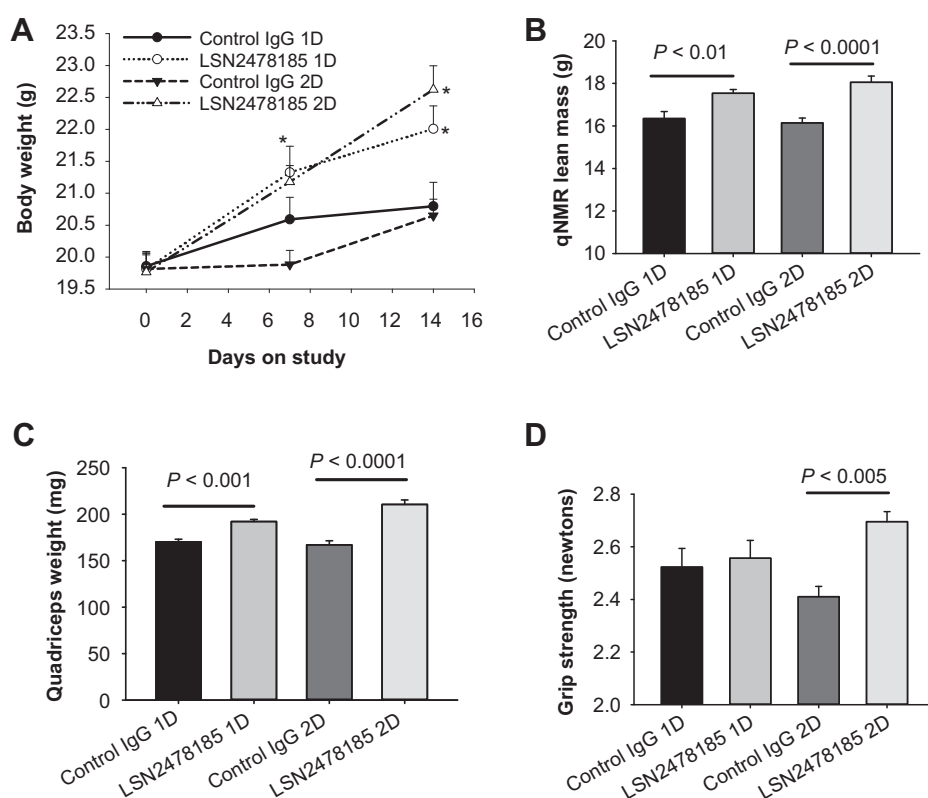 A
Body weight (g)
23.5
23.0
22.5
22.0
21.5
21.0
20.5
20.0
19.5
Control IgG 1D
LSN2478185 1D
Control IgG 2D
LSN2478185 2D
*
*
*
0 2 4 6 8 10 12 14 16
Days on study
B
qNMR lean mass (g)
18
16
14
12
10
P < 0.01
P < 0.0001
Control IgG 1D
LSN2478185 1D
Control IgG 2D
LSN2478185 2D
C
Quadriceps weight (mg)
250
200
150
100
50
0
P < 0.001
P < 0.0001
Control IgG 1D
LSN2478185 1D
Control IgG 2D
LSN2478185 2D
D
Grip strength (newtons)
2.8
2.6
2.4
2.2
2.0
P < 0.005
Control IgG 1D
LSN2478185 1D
Control IgG 2D
LSN2478185 2D